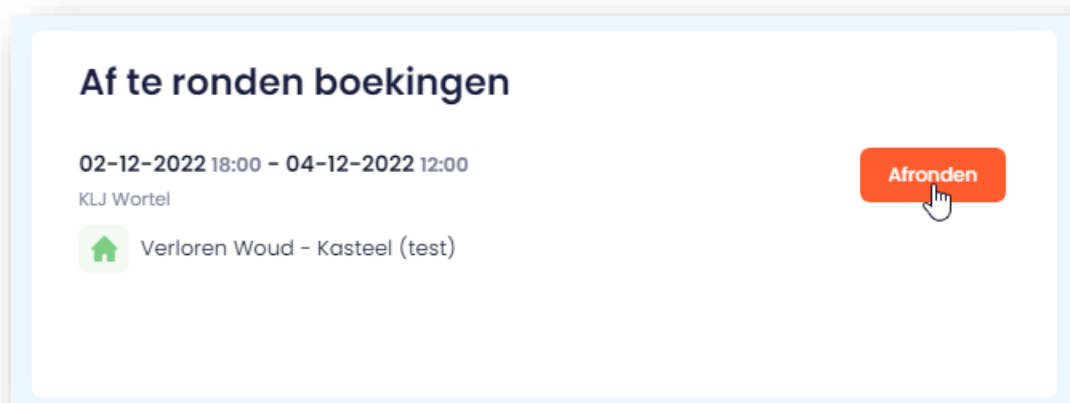 Af te ronden boekingen
02-12-2022 18:00 - 04-12-2022 12:00
Afronden
KLJ Wortel
Verloren Woud - Kasteel (test)